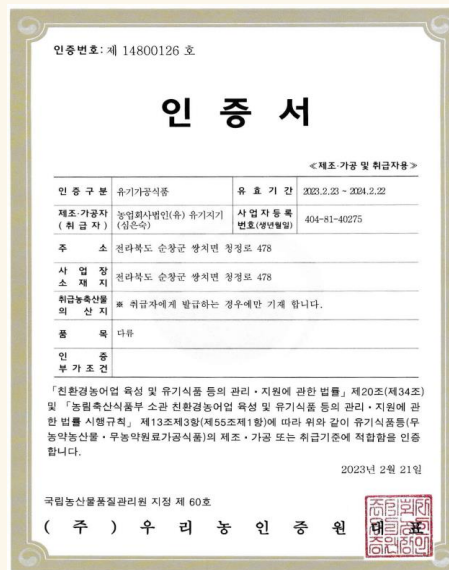 인증번호: 제 14800126 호
인 증 서
≪제조·가공 및 취급자용≫
인 증 구 분 유기가공식품 유 효 기 간 2023.2.23 ~ 2024.2.22
제조·가공자 (취급자) 농업회사법인(유) 유기지기 (심은숙) 사업자등록 번호(생년월일) 404-81-40275
주 소 전라북도 순창군 쌍치면 청정로 478
사 업 장 소 재 지 전라북도 순창군 쌍치면 청정로 478
취급농축산물 의 산 지 ※ 취급자에게 발급하는 경우에만 기재 합니다.
품 목 다류
인 증 부 가 조 건
「친환경농어업 육성 및 유기식품 등의 관리·지원에 관한 법률」제20조(제34조)
및 「농림축산식품부 소관 친환경농어업 육성 및 유기식품 등의 관리·지원에 관
한 법률 시행규칙」 제13조제3항(제55조제1항)에 따라 위와 같이 유기식품등(무
농약농산물·무농약원료가공식품)의 제조·가공 또는 취급기준에 적합함을 인증
합니다.
2023년 2월 21일
국립농산물품질관리원 지정 제 60호
( 주 ) 우 리 농 인 증 원 대 표